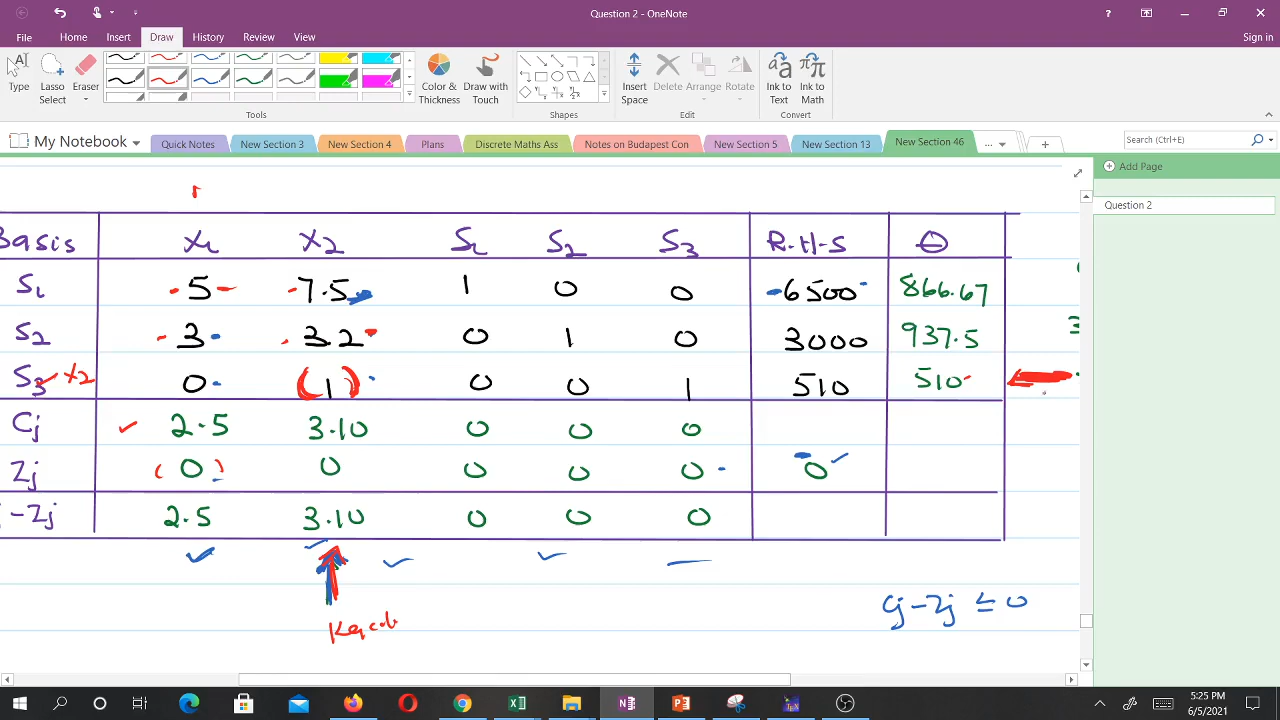 Question 2 - OneNote
Sign in
File Home Insert Draw History Review View
Type Lasso Select Eraser Color & Thickness Draw with Touch Insert Space Delete Arrange Rotate Ink to Text Ink to Math
Tools Shapes Edit Convert
My Notebook Quick Notes New Section 3 New Section 4 Plans Discrete Maths Ass Notes on Budapest Con New Section 5 New Section 13 New Section 46 ... Search (Ctrl+E)
Add Page
Question 2
Basis X1 X2 S1 S2 S3 R.H.S θ
S1 5 7.5 1 0 0 6500 866.67
S2 3 3.2 0 1 0 3000 937.5
S3 X2 0 (1) 0 0 1 510 510
Cj 2.5 3.10 0 0 0
Zj (0) 0 0 0 0 0
-Zj 2.5 3.10 0 0 0
Cj-Zj ≤ 0
5:25 PM
6/5/2021